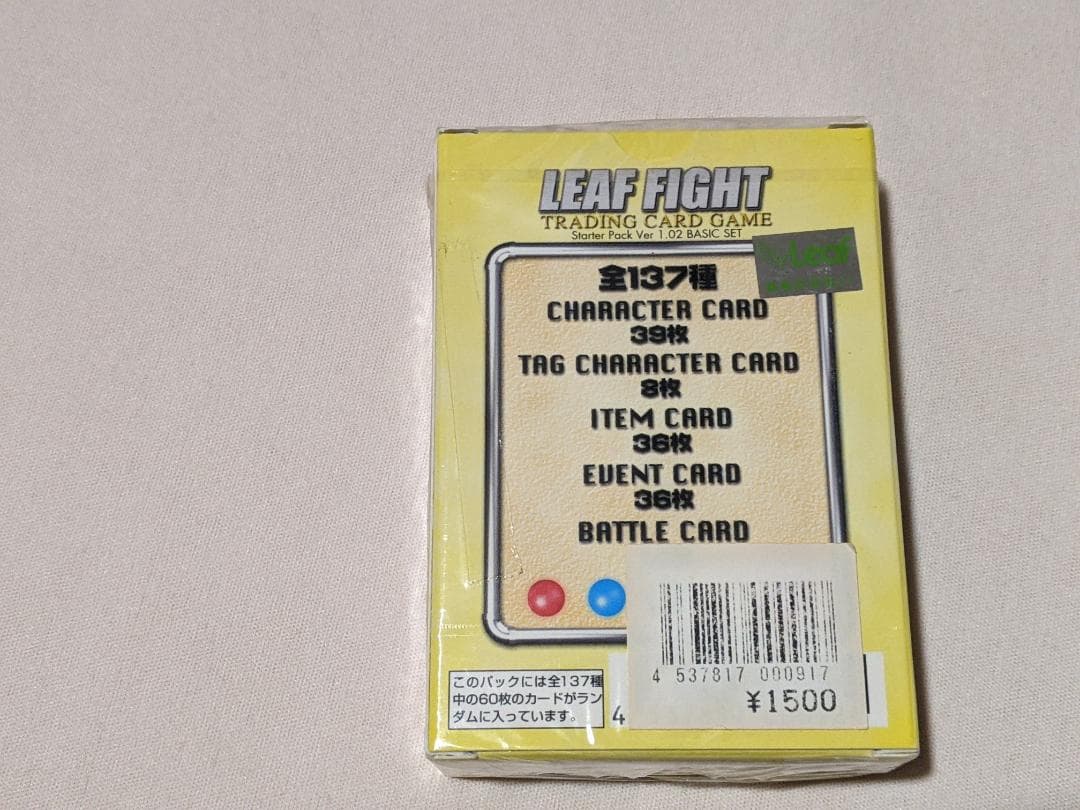 LEAF FIGHT
TRADING CARD GAME
Starter Pack Ver 1.02 BASIC SET
Leaf
全137種
CHARACTER CARD
39枚
TAG CHARACTER CARD
8枚
ITEM CARD
36枚
EVENT CARD
36枚
BATTLE CARD
4 537817 000917
¥1500
このパックには全137種
中の60枚のカードがラン
ダムに入っています。
4